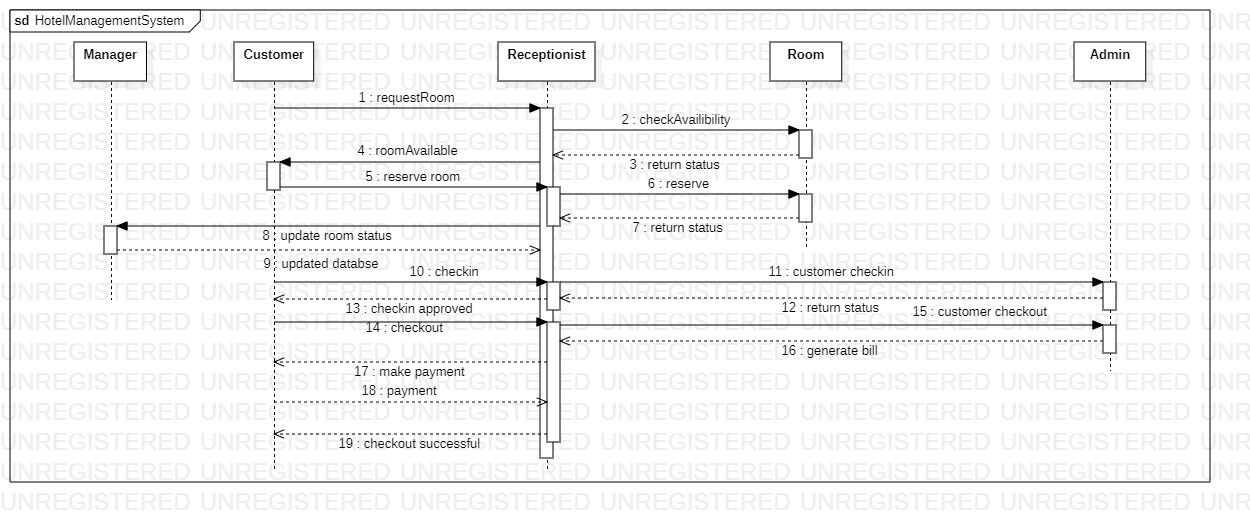 sd HotelManagementSystem
Manager
Customer
Receptionist
Room
Admin
1 : requestRoom
2 : checkAvailibility
3 : return status
4 : roomAvailable
5 : reserve room
6 : reserve
7 : return status
8 : update room status
9 : updated databse
10 : checkin
11 : customer checkin
12 : return status
13 : checkin approved
14 : checkout
15 : customer checkout
16 : generate bill
17 : make payment
18 : payment
19 : checkout successful
UNREGISTERED UNREGISTERED UNREGISTERED UNREGISTERED UNREGISTERED UNREGISTERED UNR